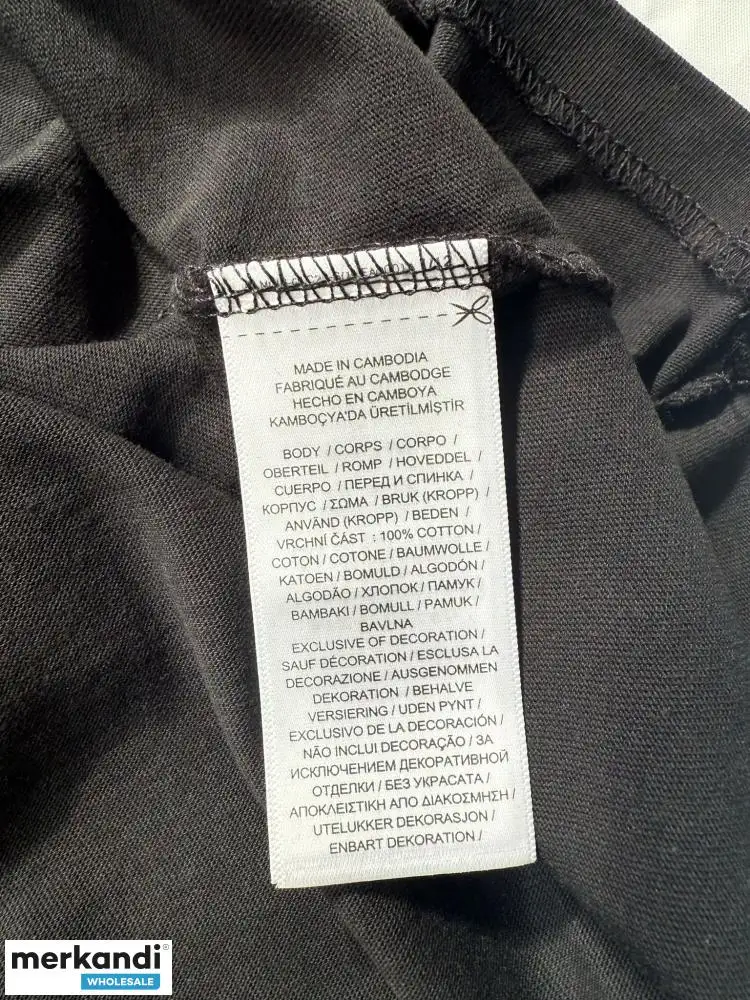 MADE IN CAMBODIA
FABRIQUÉ AU CAMBODGE
HECHO EN CAMBOYA
KAMBOÇYA'DA ÜRETİLMİŞTİR
BODY / CORPS / CORPO /
OBERTEIL / ROMP / HOVEDDEL /
CUERPO / ПЕРЕД И СПИНКА /
КОРПУС / ΣΩΜΑ / BRUK (KROPP) /
ANVÄND (KROPP) / BEDEN /
VRCHNÍ ČÁST : 100% COTTON /
COTON / COTONE / BAUMWOLLE /
KATOEN / BOMULD / ALGODÓN /
ALGODÃO / ХЛОПОК / ПАМУК /
ΒΑΜΒΑΚΙ / BOMULL / PAMUK /
BAVLNA
EXCLUSIVE OF DECORATION /
SAUF DÉCORATION / ESCLUSA LA
DECORAZIONE / AUSGENOMMEN
DEKORATION / BEHALVE
VERSIERING / UDEN PYNT /
EXCLUSIVO DE LA DECORACIÓN /
NÃO INCLUI DECORAÇÃO / ЗА
ИСКЛЮЧЕНИЕМ ДЕКОРАТИВНОЙ
ОТДЕЛКИ / БЕЗ УКРАСАТА /
ΑΠΟΚΛΕΙΣΤΙΚΗ ΑΠΟ ΔΙΑΚΟΣΜΗΣΗ /
UTELUKKER DEKORASJON /
ENBART DEKORATION /
merkandi®
WHOLESALE